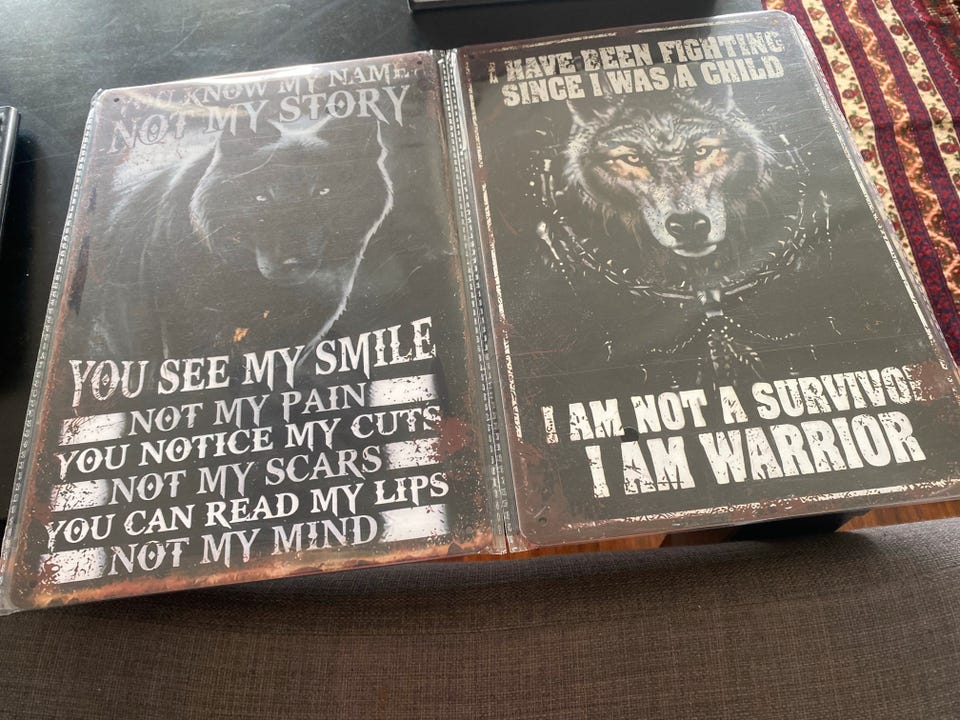 YOU KNOW MY NAME
NOT MY STORY
YOU SEE MY SMILE
NOT MY PAIN
YOU NOTICE MY CUTS
NOT MY SCARS
YOU CAN READ MY LIPS
NOT MY MIND
I HAVE BEEN FIGHTING
SINCE I WAS A CHILD
I AM NOT A SURVIVOR
I AM WARRIOR